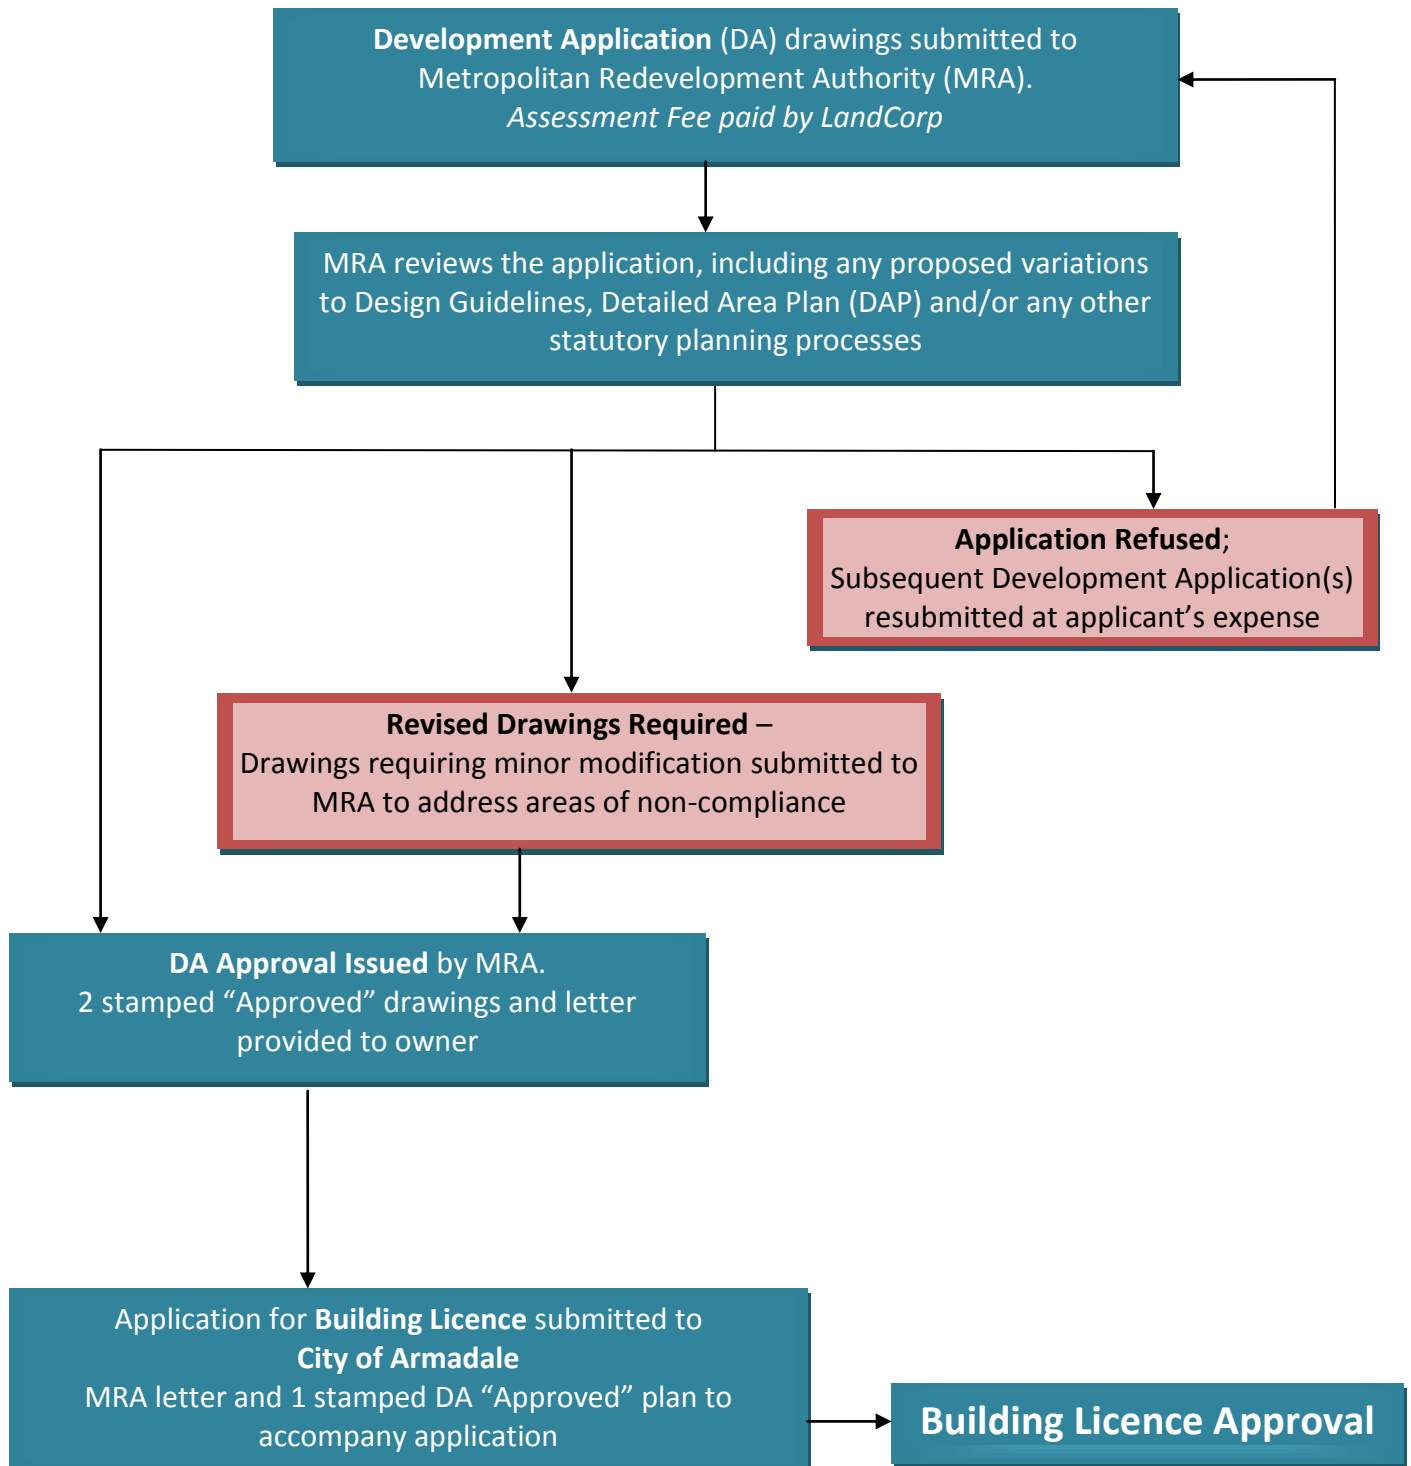 Development Application (DA) drawings submitted to
Metropolitan Redevelopment Authority (MRA).
Assessment Fee paid by LandCorp
MRA reviews the application, including any proposed variations
to Design Guidelines, Detailed Area Plan (DAP) and/or any other
statutory planning processes
Application Refused;
Subsequent Development Application(s)
resubmitted at applicant’s expense
Revised Drawings Required –
Drawings requiring minor modification submitted to
MRA to address areas of non-compliance
DA Approval Issued by MRA.
2 stamped “Approved” drawings and letter
provided to owner
Application for Building Licence submitted to
City of Armadale
MRA letter and 1 stamped DA “Approved” plan to
accompany application
Building Licence Approval